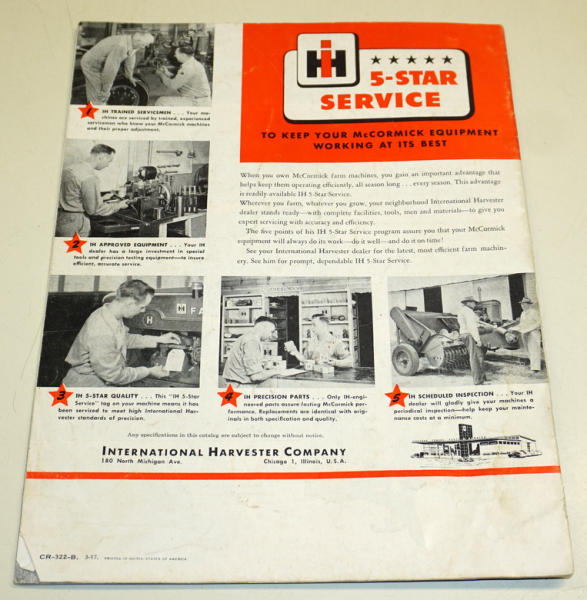 IH
★★★★★
5-STAR
SERVICE
TO KEEP YOUR McCORMICK EQUIPMENT
WORKING AT ITS BEST
1 IH TRAINED SERVICEMEN . . . Your ma-
chines are serviced by trained, experienced
servicemen who know your McCormick machines
and their proper adjustment.
2 IH APPROVED EQUIPMENT . . . Your IH
dealer has a large investment in special
tools and precision testing equipment—to insure
efficient, accurate service.
When you own McCormick farm machines, you gain an important advantage that
helps keep them operating efficiently, all season long . . . every season. This advantage
is readily available IH 5-Star Service.
Wherever you farm, whatever you grow, your neighborhood International Harvester
dealer stands ready—with complete facilities, tools, men and materials—to give you
expert servicing with accuracy and efficiency.
The five points of his IH 5-Star Service program assure you that your McCormick
equipment will always do its work—do it well—and do it on time!
See your International Harvester dealer for the latest, most efficient farm machin-
ery. See him for prompt, dependable IH 5-Star Service.
H FA
3 IH 5-STAR QUALITY . . . This "IH 5-Star
Service" tag on your machine means it has
been serviced to meet high International Har-
vester standards of precision.
4 IH PRECISION PARTS . . . Only IH-engi-
neered parts assure lasting McCormick per-
formance. Replacements are identical with orig-
inals in both specification and quality.
5 IH SCHEDULED INSPECTION . . . Your IH
dealer will gladly give your machines a
periodical inspection—help keep your mainte-
nance costs at a minimum.
Any specifications in this catalog are subject to change without notice.
INTERNATIONAL HARVESTER COMPANY
180 North Michigan Ave. Chicago 1, Illinois, U.S.A.
CR-322-B. 3-17. PRINTED IN UNITED STATES OF AMERICA